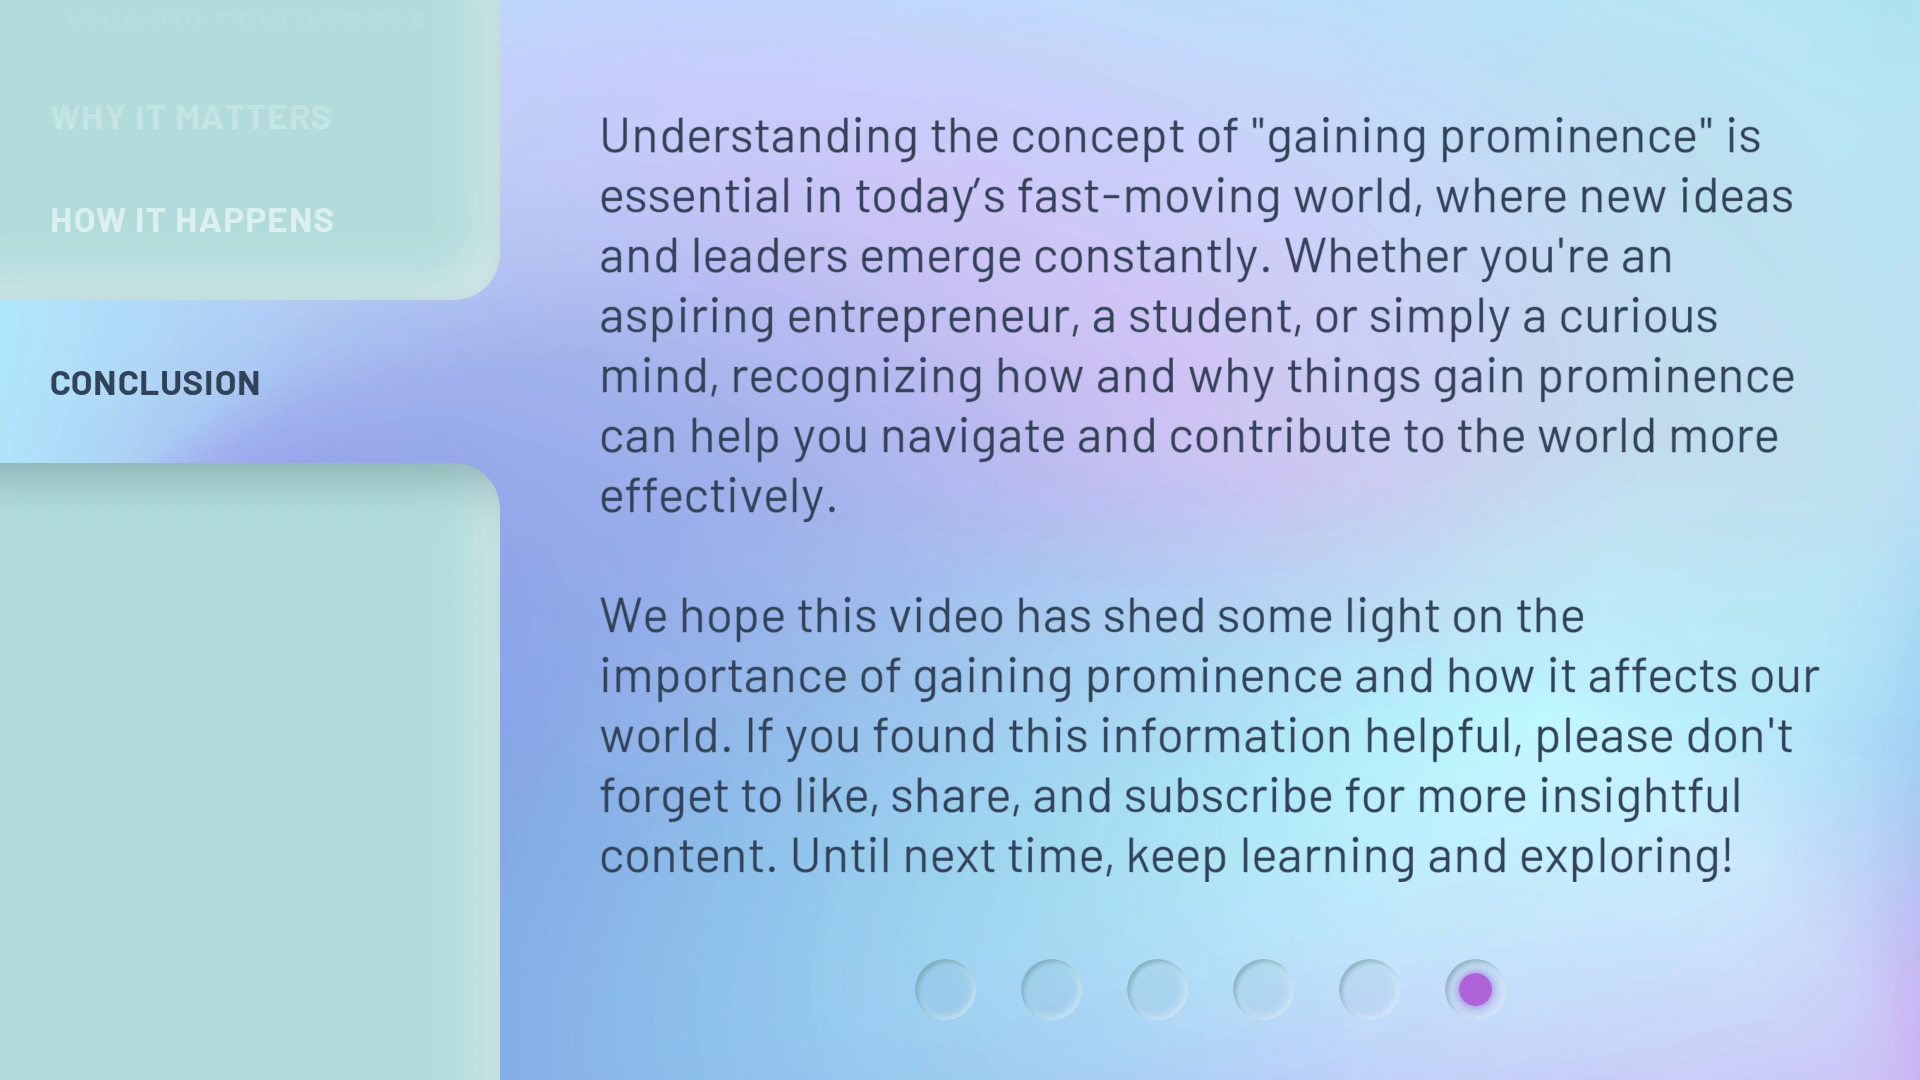 WHY IT MATTERS
HOW IT HAPPENS
CONCLUSION
Understanding the concept of "gaining prominence" is
essential in today’s fast-moving world, where new ideas
and leaders emerge constantly. Whether you're an
aspiring entrepreneur, a student, or simply a curious
mind, recognizing how and why things gain prominence
can help you navigate and contribute to the world more
effectively.
We hope this video has shed some light on the
importance of gaining prominence and how it affects our
world. If you found this information helpful, please don't
forget to like, share, and subscribe for more insightful
content. Until next time, keep learning and exploring!